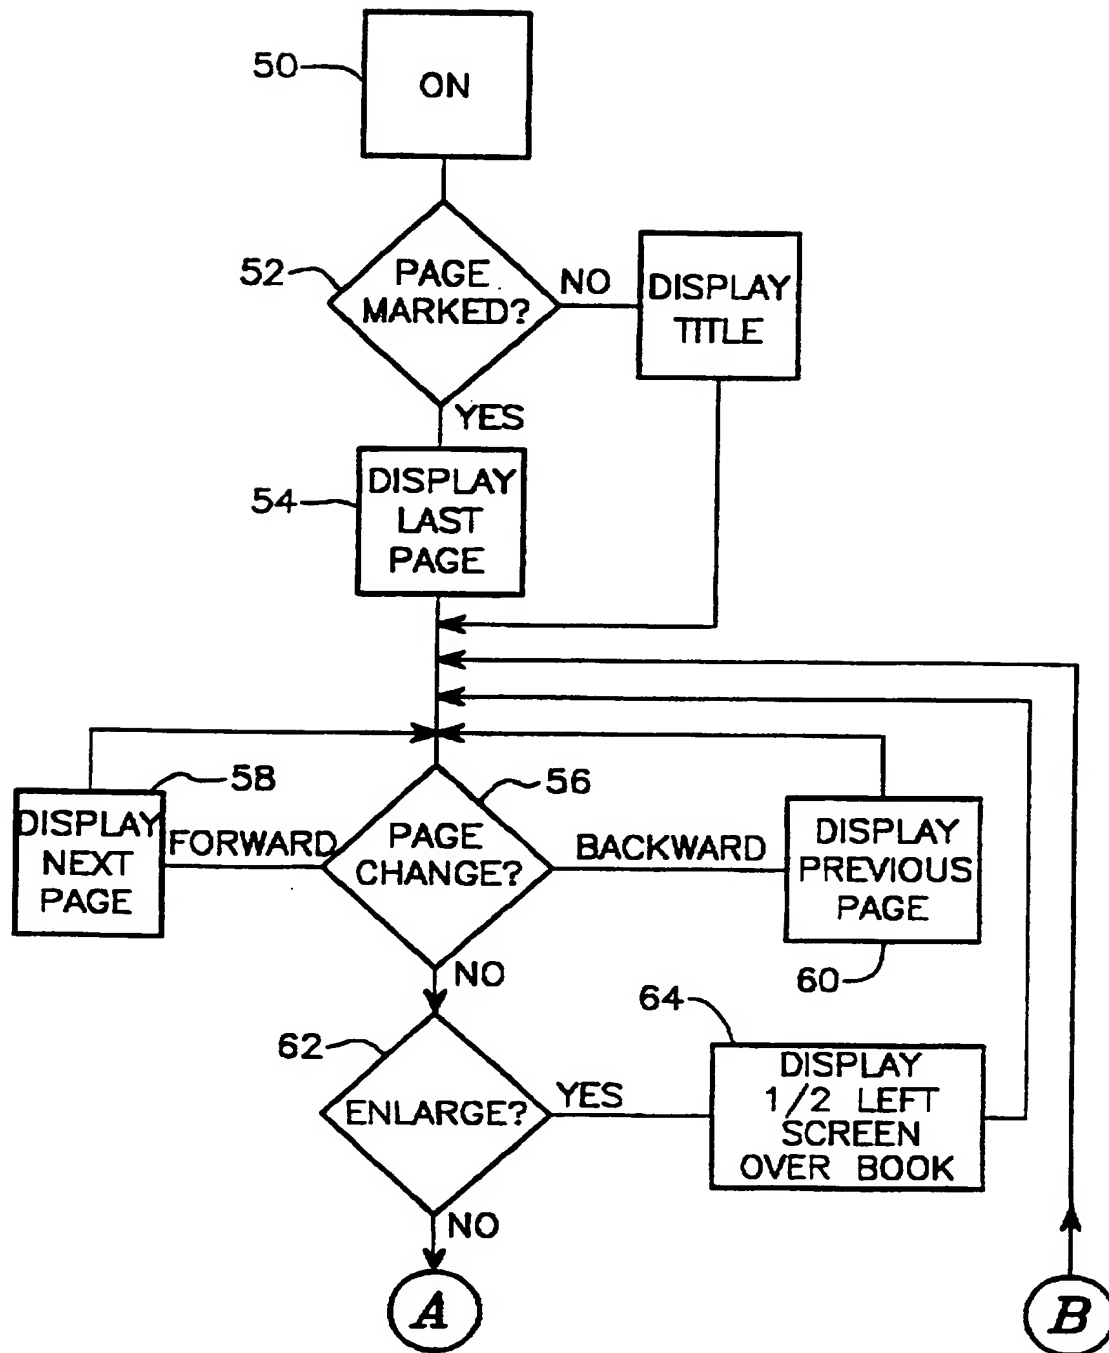 50
ON
52
PAGE
MARKED?
NO
DISPLAY
TITLE
YES
54
DISPLAY
LAST
PAGE
58
56
DISPLAY
NEXT
PAGE
FORWARD
PAGE
CHANGE?
BACKWARD
DISPLAY
PREVIOUS
PAGE
60
NO
62
ENLARGE?
YES
64
DISPLAY
1/2 LEFT
SCREEN
OVER BOOK
NO
A
B